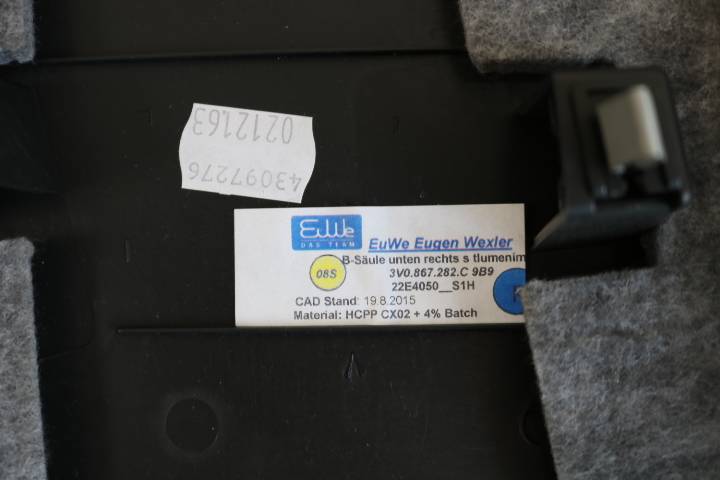 0212163
43097276
EuWe
DAS TEAM
EuWe Eugen Wexler
B-Säule unten rechts s tlumenim
08S
3V0.867.282.C 9B9
22E4050__S1H
CAD Stand: 19.8.2015
Material: HCPP CX02 + 4% Batch